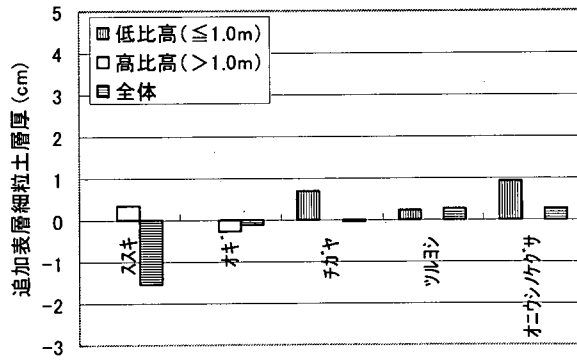 追加表層細粒土層厚(cm)
5
4
3
2
1
0
-1
-2
-3
低比高(≦1.0m)
高比高(>1.0m)
全体
ススキ
オギ
チガヤ
ツルヨシ
オニウシノケグサ